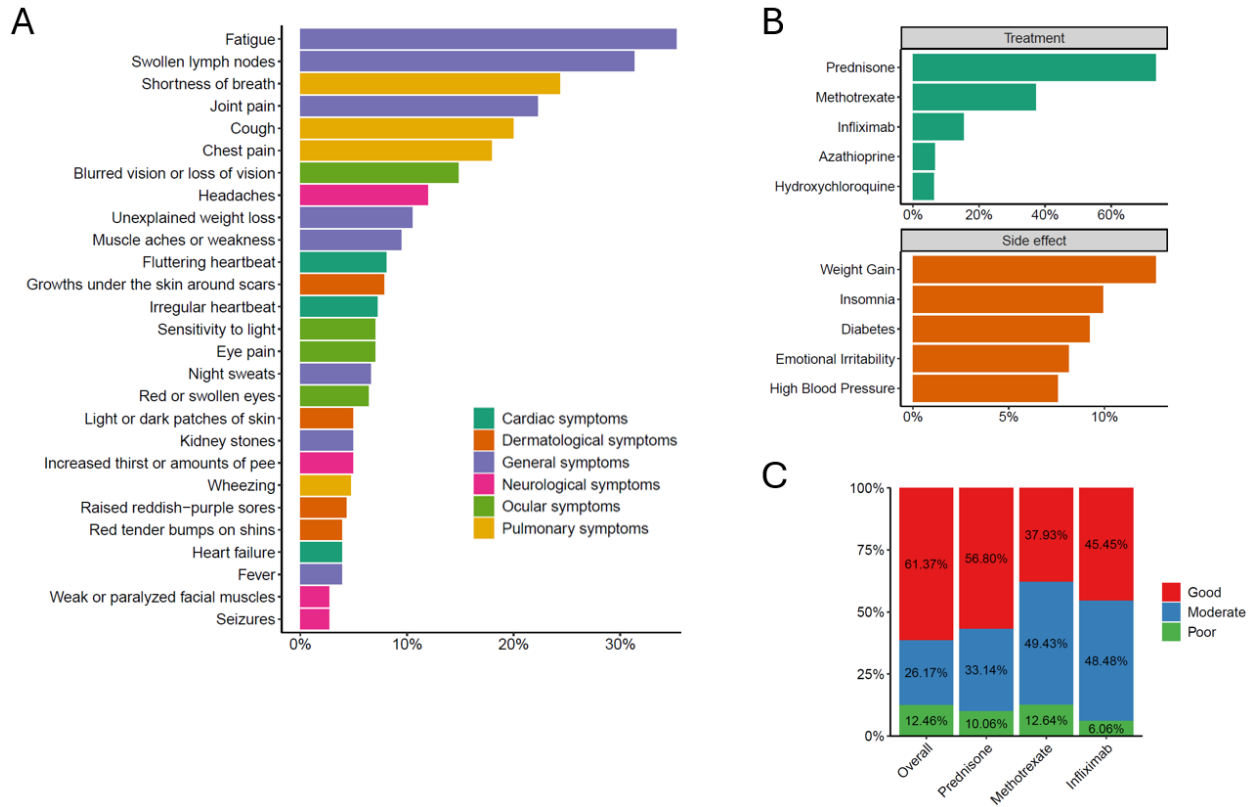 A
Fatigue
Swollen lymph nodes
Shortness of breath
Joint pain
Cough
Chest pain
Blurred vision or loss of vision
Headaches
Unexplained weight loss
Muscle aches or weakness
Fluttering heartbeat
Growths under the skin around scars
Irregular heartbeat
Sensitivity to light
Eye pain
Night sweats
Red or swollen eyes
Light or dark patches of skin
Kidney stones
Increased thirst or amounts of pee
Wheezing
Raised reddish−purple sores
Red tender bumps on shins
Heart failure
Fever
Weak or paralyzed facial muscles
Seizures
0% 10% 20% 30%
Cardiac symptoms
Dermatological symptoms
General symptoms
Neurological symptoms
Ocular symptoms
Pulmonary symptoms
B
Treatment
Prednisone
Methotrexate
Infliximab
Azathioprine
Hydroxychloroquine
0% 20% 40% 60%
Side effect
Weight Gain
Insomnia
Diabetes
Emotional Irritability
High Blood Pressure
0% 5% 10%
C
100%
75%
50%
25%
0%
61.37% 56.80% 37.93% 45.45%
26.17% 33.14% 49.43% 48.48%
12.46% 10.06% 12.64% 6.06%
Overall Prednisone Methotrexate Infliximab
Good
Moderate
Poor